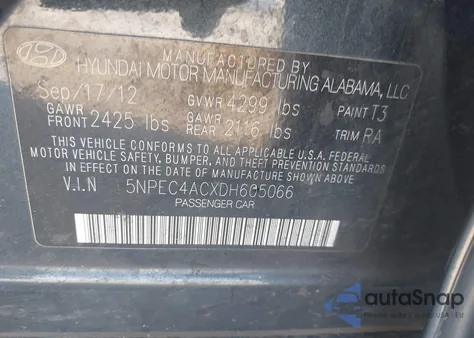 MANUFACTURED BY
HYUNDAI MOTOR MANUFACTURING ALABAMA, LLC
Sep/17/12 GVWR 4299 lbs PAINT T3
GAWR FRONT 2425 lbs GAWR REAR 2116 lbs TRIM RA
THIS VEHICLE CONFORMS TO ALL APPLICABLE U.S.A. FEDERAL
MOTOR VEHICLE SAFETY, BUMPER, AND THEFT PREVENTION
STANDARDS IN EFFECT ON THE DATE OF MANUFACTURE SHOWN ABOVE.
V.I.N 5NPEC4ACXDH605066
PASSENGER CAR
autoSnap